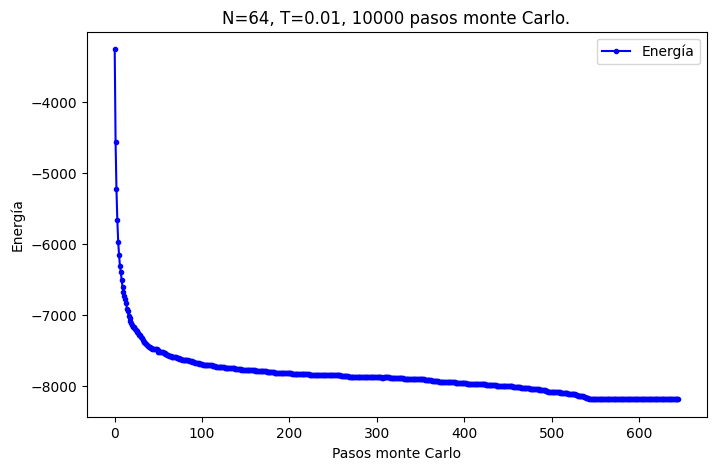 N=64, T=0.01, 10000 pasos monte Carlo.
Energía
−4000
−5000
−6000
−7000
−8000
Energía
0 100 200 300 400 500 600
Pasos monte Carlo